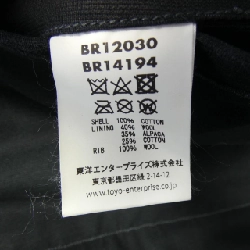 BR12030
BR14194
SHELL 100% COTTON
LINING 40% WOOL
35% ALPAGA
25% COTTON
RIB 100% WOOL
東洋エンタープライズ株式会社
東京都墨田区緑2-14-12
www.toyo-enterprise.co.jp